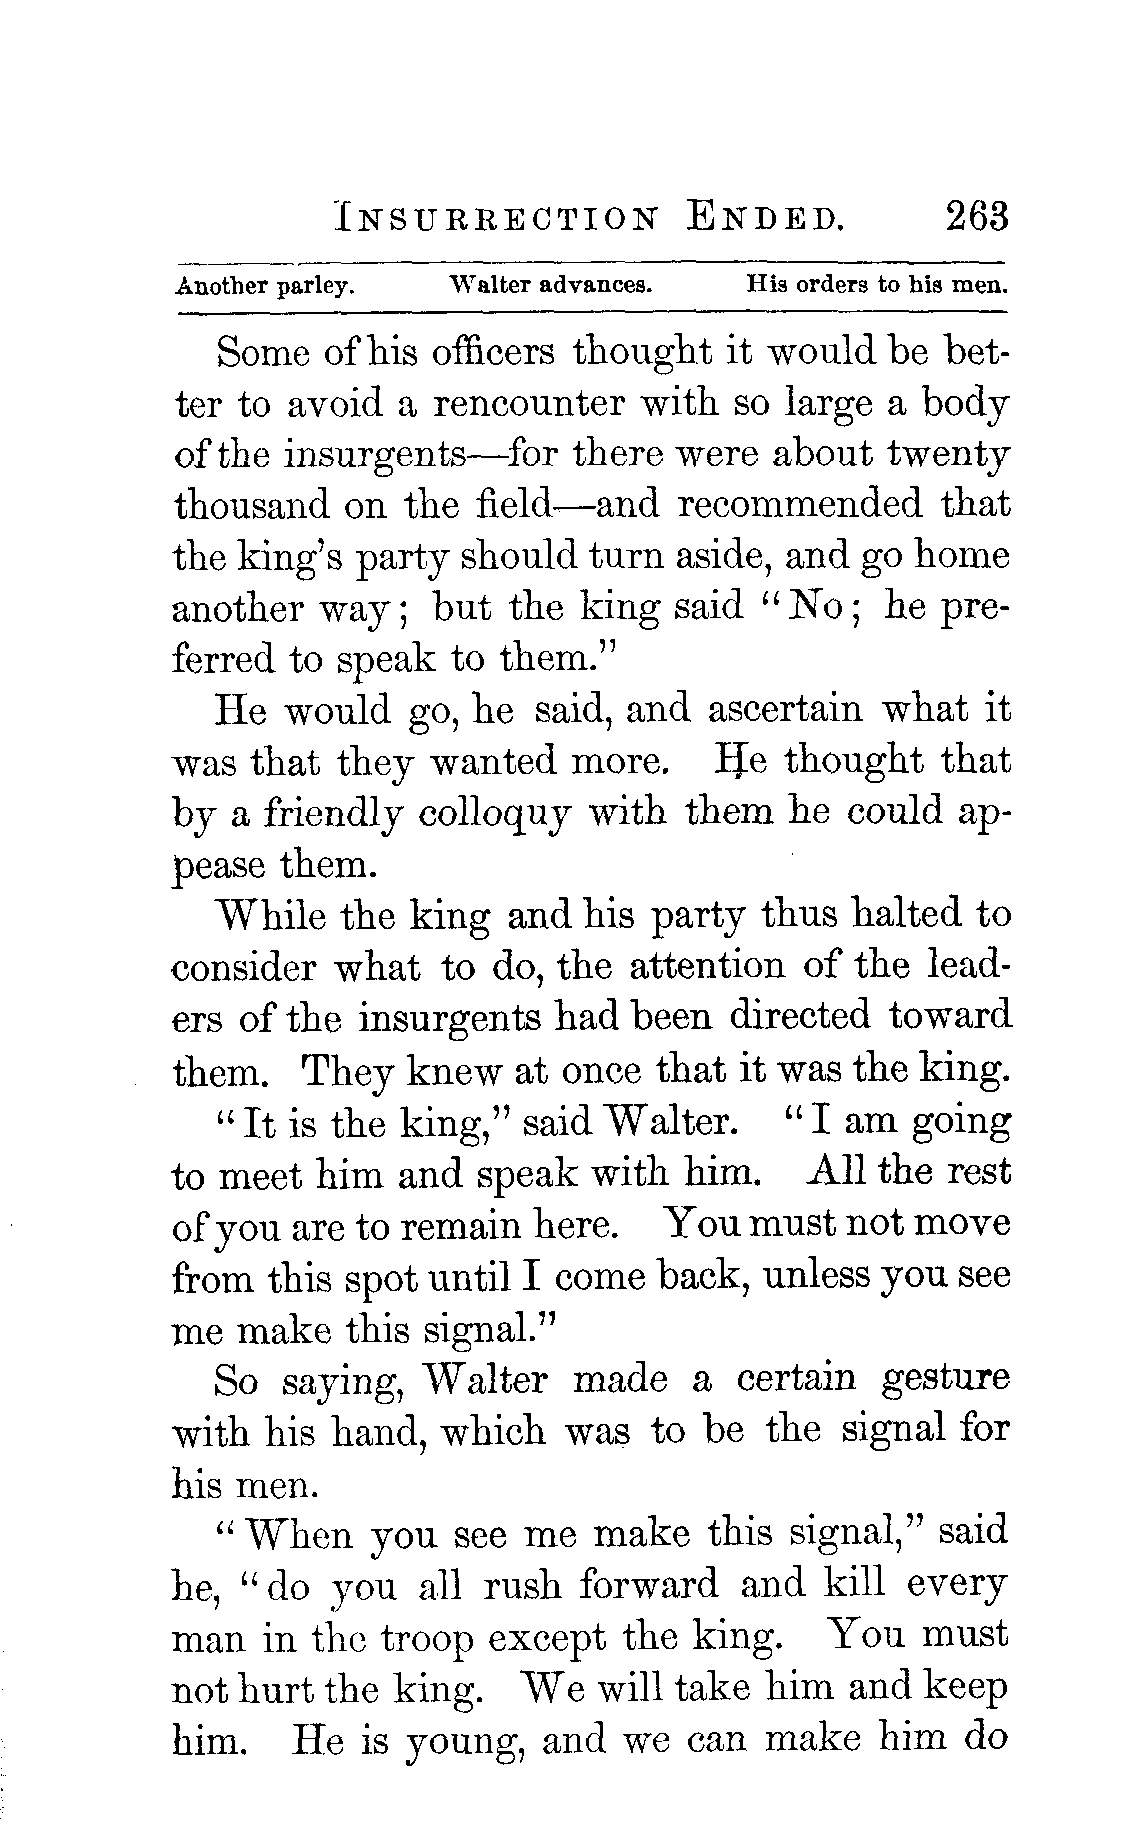 INSURRECTION ENDED. 263
Another parley. Walter advances. His orders to his men.
Some of his officers thought it would be bet-
ter to avoid a rencounter with so large a body
of the insurgents—for there were about twenty
thousand on the field—and recommended that
the king's party should turn aside, and go home
another way; but the king said "No; he pre-
ferred to speak to them."
He would go, he said, and ascertain what it
was that they wanted more. He thought that
by a friendly colloquy with them he could ap-
pease them.
While the king and his party thus halted to
consider what to do, the attention of the lead-
ers of the insurgents had been directed toward
them. They knew at once that it was the king.
"It is the king," said Walter. "I am going
to meet him and speak with him. All the rest
of you are to remain here. You must not move
from this spot until I come back, unless you see
me make this signal."
So saying, Walter made a certain gesture
with his hand, which was to be the signal for
his men.
"When you see me make this signal," said
he, "do you all rush forward and kill every
man in the troop except the king. You must
not hurt the king. We will take him and keep
him. He is young, and we can make him do